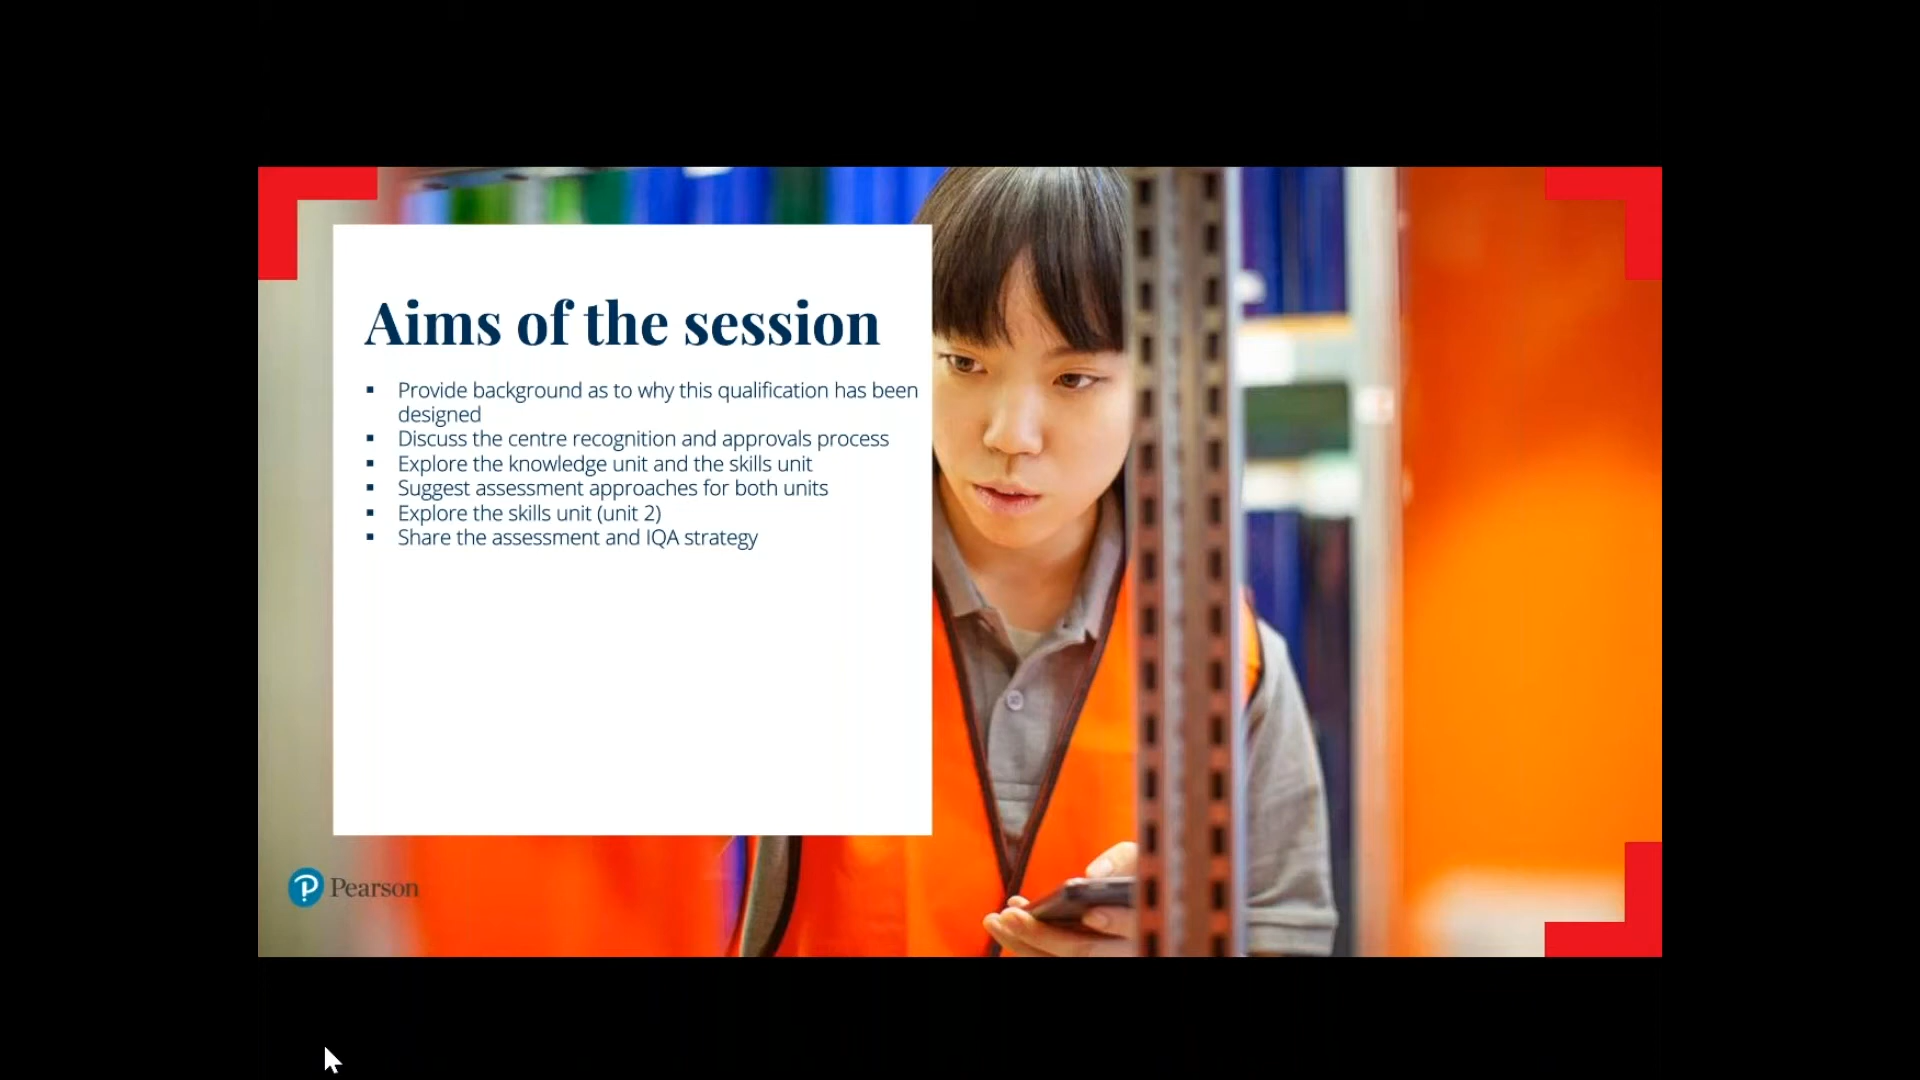 Aims of the session
▪ Provide background as to why this qualification has been
designed
▪ Discuss the centre recognition and approvals process
▪ Explore the knowledge unit and the skills unit
▪ Suggest assessment approaches for both units
▪ Explore the skills unit (unit 2)
▪ Share the assessment and IQA strategy
Pearson